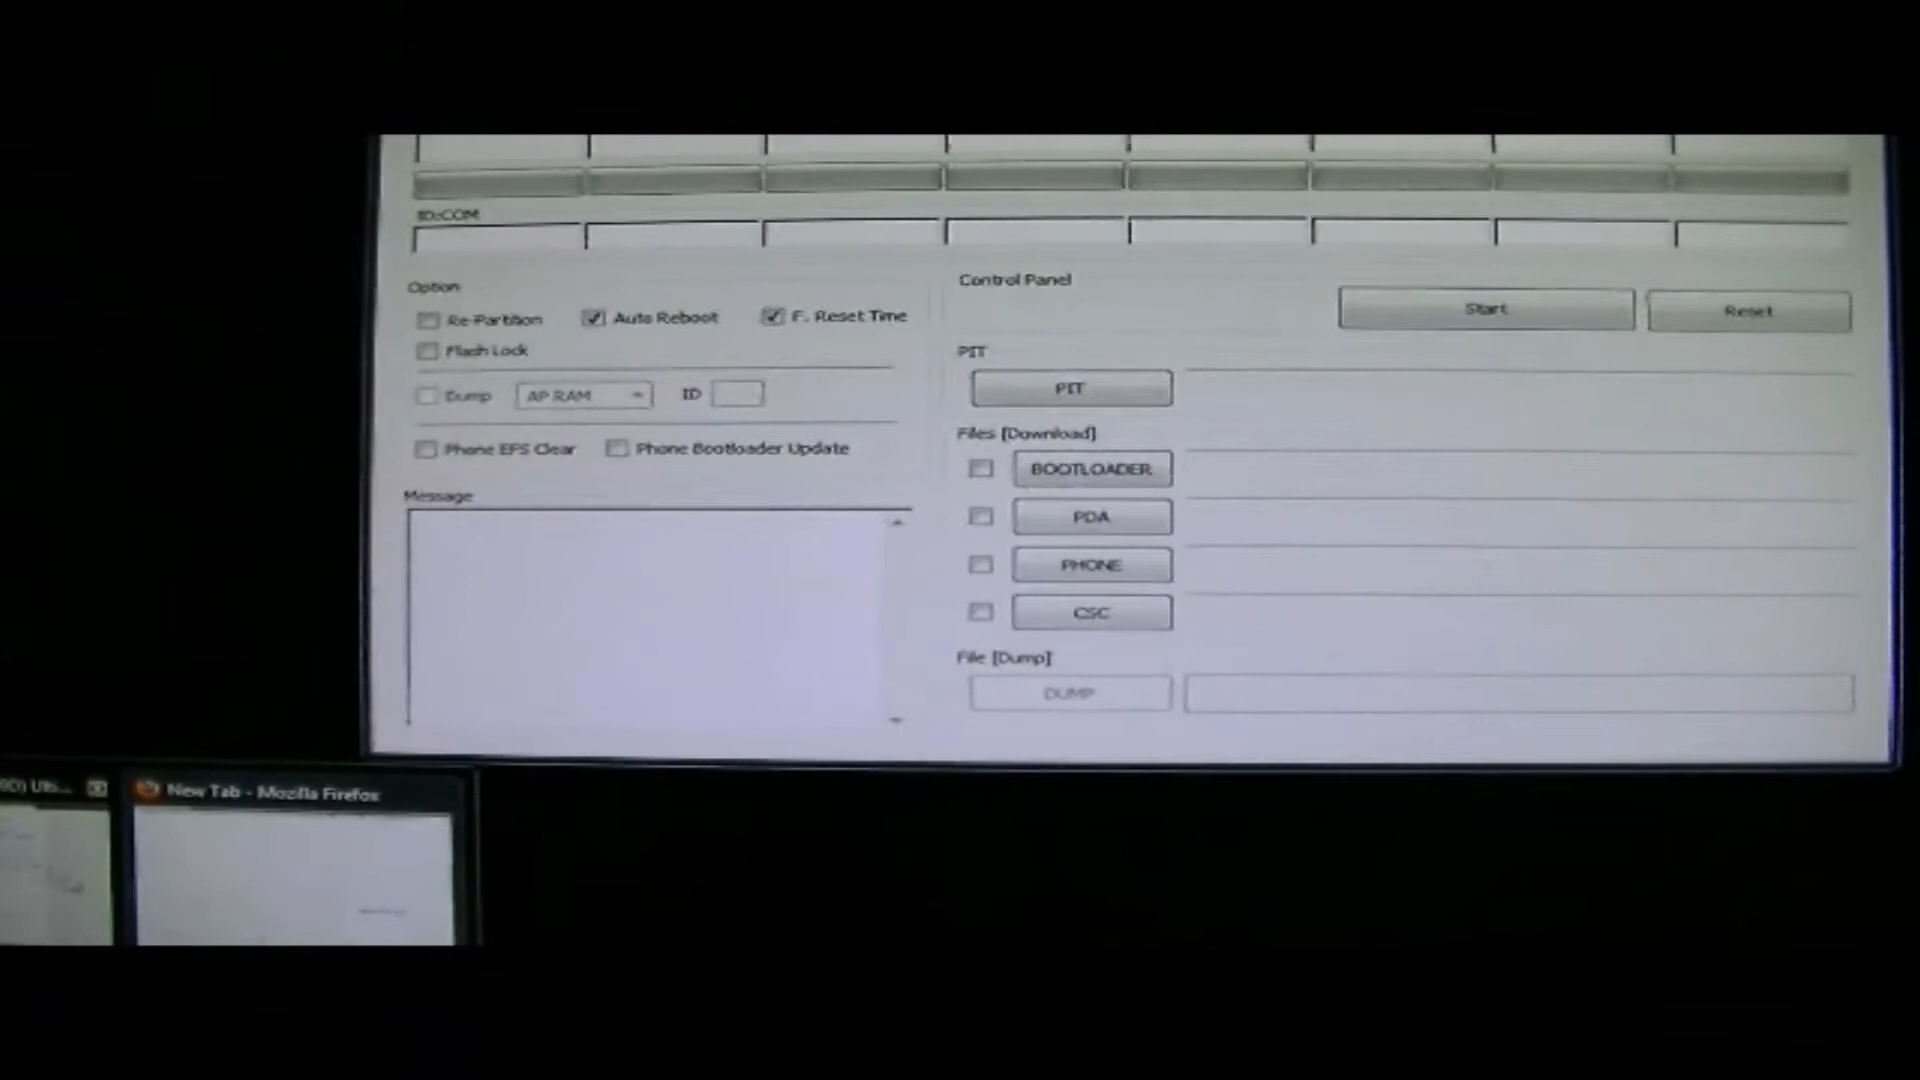 ID:COM
Option
Control Panel
Start
Reset
Re-Partition
Auto Reboot
F. Reset Time
Flash Lock
PIT
PIT
Dump
AP RAM
ID
Files [Download]
Phone EFS Clear
Phone Bootloader Update
BOOTLOADER
Message
PDA
PHONE
CSC
File [Dump]
DUMP
New Tab - Mozilla Firefox